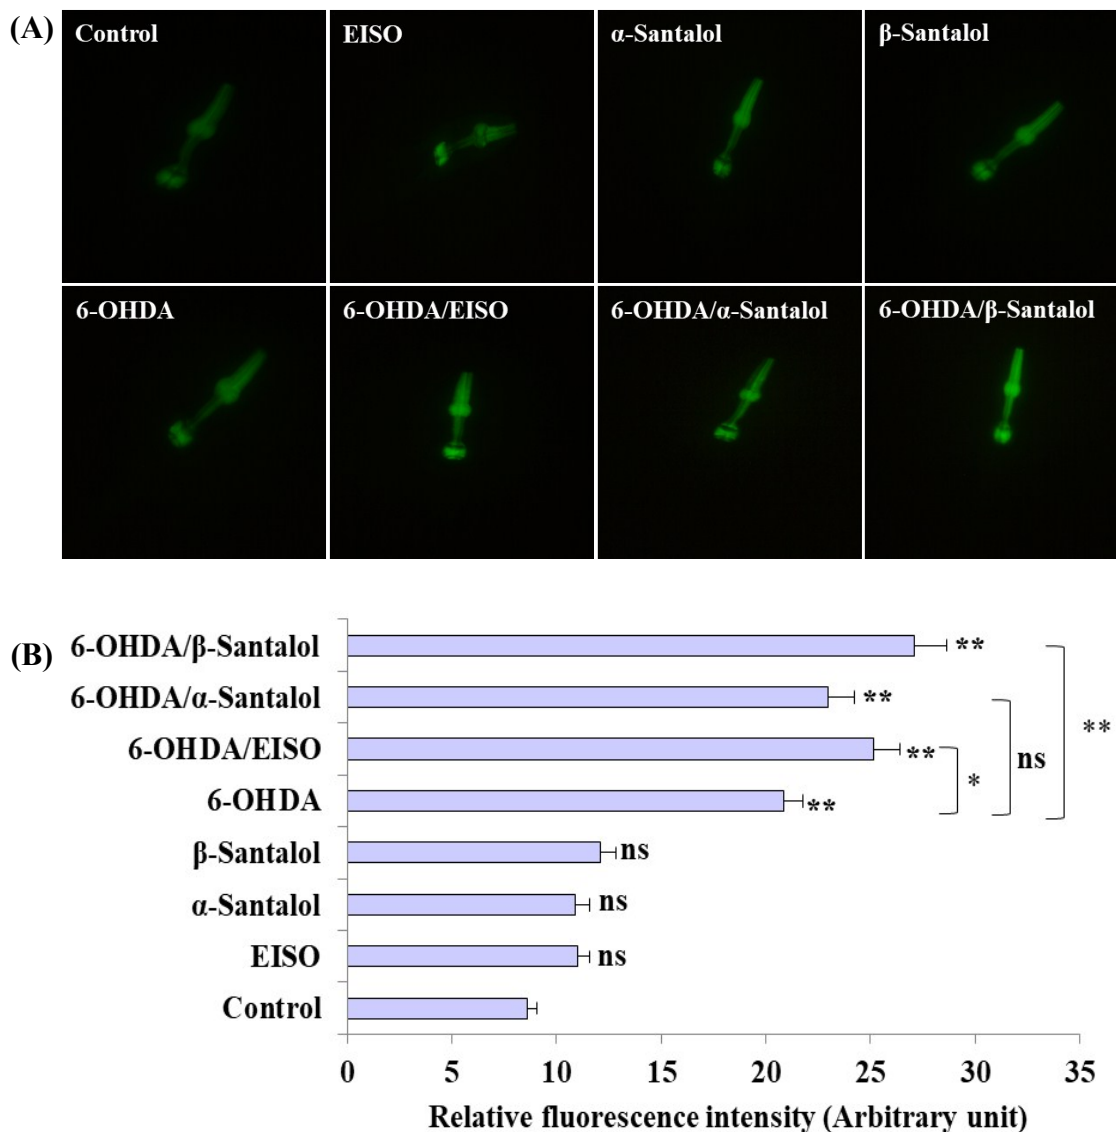 (A)
Control
EISO
α-Santalol
β-Santalol
6-OHDA
6-OHDA/EISO
6-OHDA/α-Santalol
6-OHDA/β-Santalol
(B)
6-OHDA/β-Santalol
**
6-OHDA/α-Santalol
**
**
6-OHDA/EISO
**
ns
*
6-OHDA
**
β-Santalol
ns
α-Santalol
ns
EISO
ns
Control
0 5 10 15 20 25 30 35
Relative fluorescence intensity (Arbitrary unit)